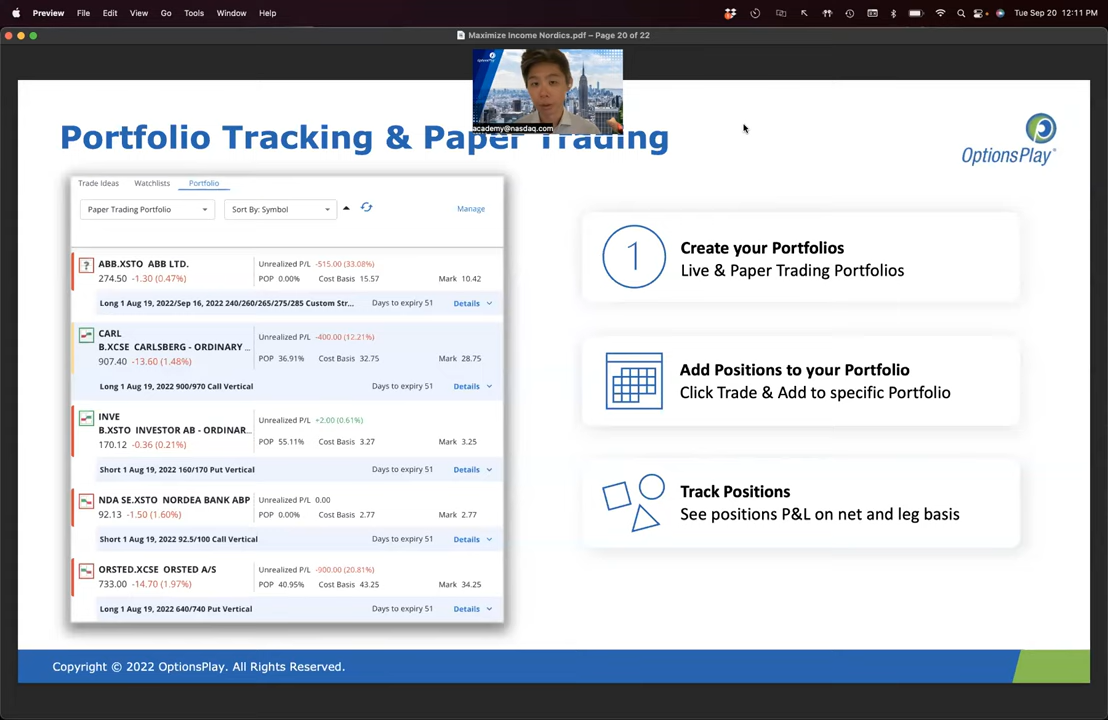 Preview File Edit View Go Tools Window Help Tue Sep 20 12:11 PM
Maximize Income Nordics.pdf – Page 20 of 22
OptionsPlay
academy@nasdaq.com
Portfolio Tracking & Paper Trading
OptionsPlay
Trade Ideas Watchlists Portfolio
Paper Trading Portfolio Sort By: Symbol Manage
? ABB.XSTO ABB LTD. Unrealized P/L -515.00 (33.08%)
274.50 -1.30 (0.47%) POP 0.00% Cost Basis 15.57 Mark 10.42
Long 1 Aug 19, 2022/Sep 16, 2022 240/260/265/275/285 Custom Str... Days to expiry 51 Details
CARL Unrealized P/L -400.00 (12.21%)
B.XCSE CARLSBERG - ORDINARY ...
907.40 -13.60 (1.48%) POP 36.91% Cost Basis 32.75 Mark 28.75
Long 1 Aug 19, 2022 900/970 Call Vertical Days to expiry 51 Details
INVE Unrealized P/L +2.00 (0.61%)
B.XSTO INVESTOR AB - ORDINAR...
170.12 -0.36 (0.21%) POP 55.11% Cost Basis 3.27 Mark 3.25
Short 1 Aug 19, 2022 160/170 Put Vertical Days to expiry 51 Details
NDA SE.XSTO NORDEA BANK ABP Unrealized P/L 0.00
92.13 -1.50 (1.60%) POP 0.00% Cost Basis 2.77 Mark 2.77
Short 1 Aug 19, 2022 92.5/100 Call Vertical Days to expiry 51 Details
ORSTED.XCSE ORSTED A/S Unrealized P/L -900.00 (20.81%)
733.00 -14.70 (1.97%) POP 40.95% Cost Basis 43.25 Mark 34.25
Long 1 Aug 19, 2022 640/740 Put Vertical Days to expiry 51 Details
1
Create your Portfolios
Live & Paper Trading Portfolios
Add Positions to your Portfolio
Click Trade & Add to specific Portfolio
Track Positions
See positions P&L on net and leg basis
Copyright © 2022 OptionsPlay. All Rights Reserved.